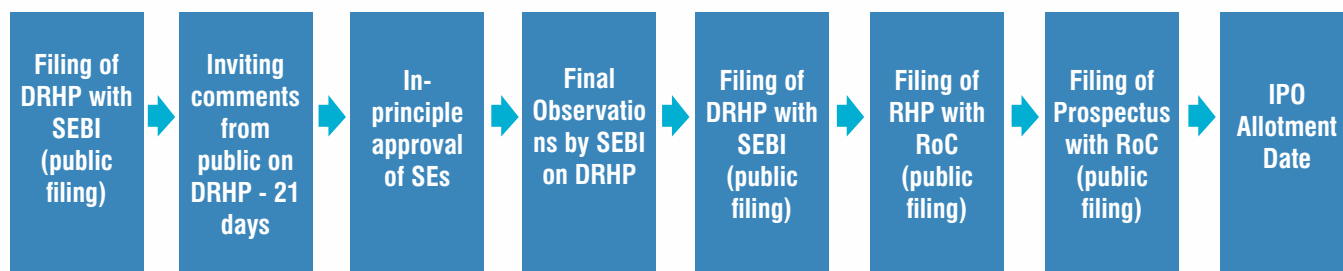 Filing of
DRHP with
SEBI
(public
filing)
Inviting
comments
from
public on
DRHP - 21
days
In-
principle
approval
of SEs
Final
Observatio
ns by SEBI
on DRHP
Filing of
DRHP with
SEBI
(public
filing)
Filing of
RHP with
RoC
(public
filing)
Filing of
Prospectus
with RoC
(public
filing)
IPO
Allotment
Date